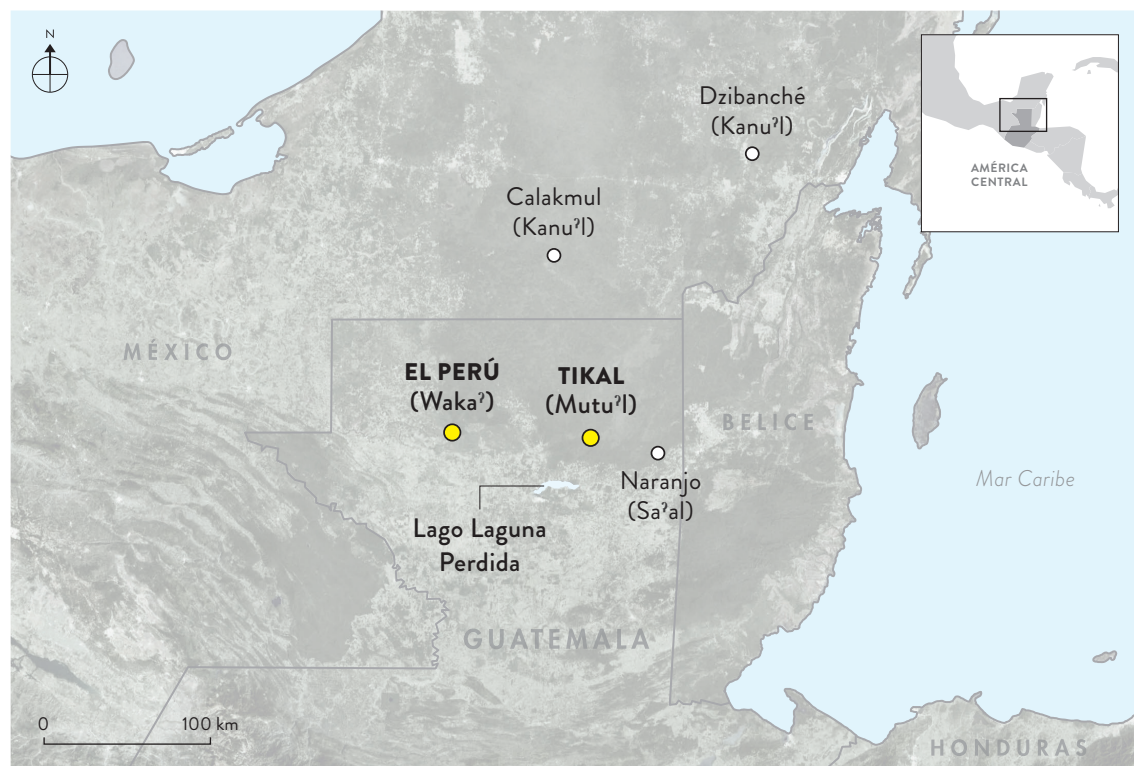 N
Dzibanché
(Kanuˀl)
AMÉRICA
CENTRAL
Calakmul
(Kanuˀl)
MÉXICO
EL PERÚ
(Wakaˀ)
TIKAL
(Mutuˀl)
BELICE
Naranjo
(Saˀal)
Mar Caribe
Lago Laguna
Perdida
GUATEMALA
0 100 km
HONDURAS